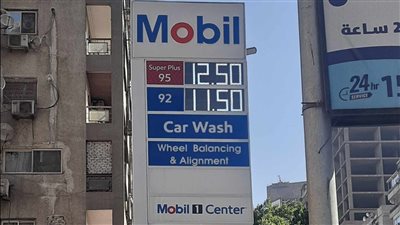 Mobil
Super Plus
95 12.50
92 11.50
Car Wash
Wheel Balancing
& Alignment
Mobil 1 Center
ساعة
24hr
SERVICE